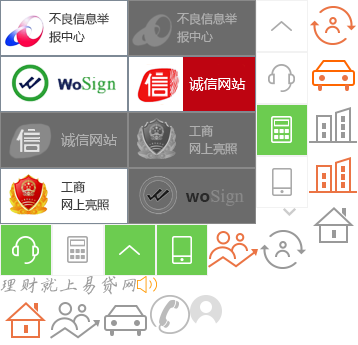 不良信息举
报中心
不良信息举
报中心
WoSign
信 诚信网站
信 诚信网站
工商
网上亮照
工商
网上亮照
WoSign
理财就上易贷网